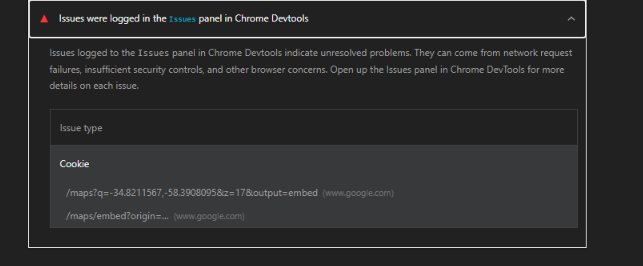 Issues were logged in the Issues panel in Chrome Devtools
Issues logged to the Issues panel in Chrome Devtools indicate unresolved problems. They can come from network request
failures, insufficient security controls, and other browser concerns. Open up the Issues panel in Chrome DevTools for more
details on each issue.
Issue type
Cookie
/maps?q=-34.8211567,-58.3908095&z=17&output=embed (www.google.com)
/maps/embed?origin=... (www.google.com)